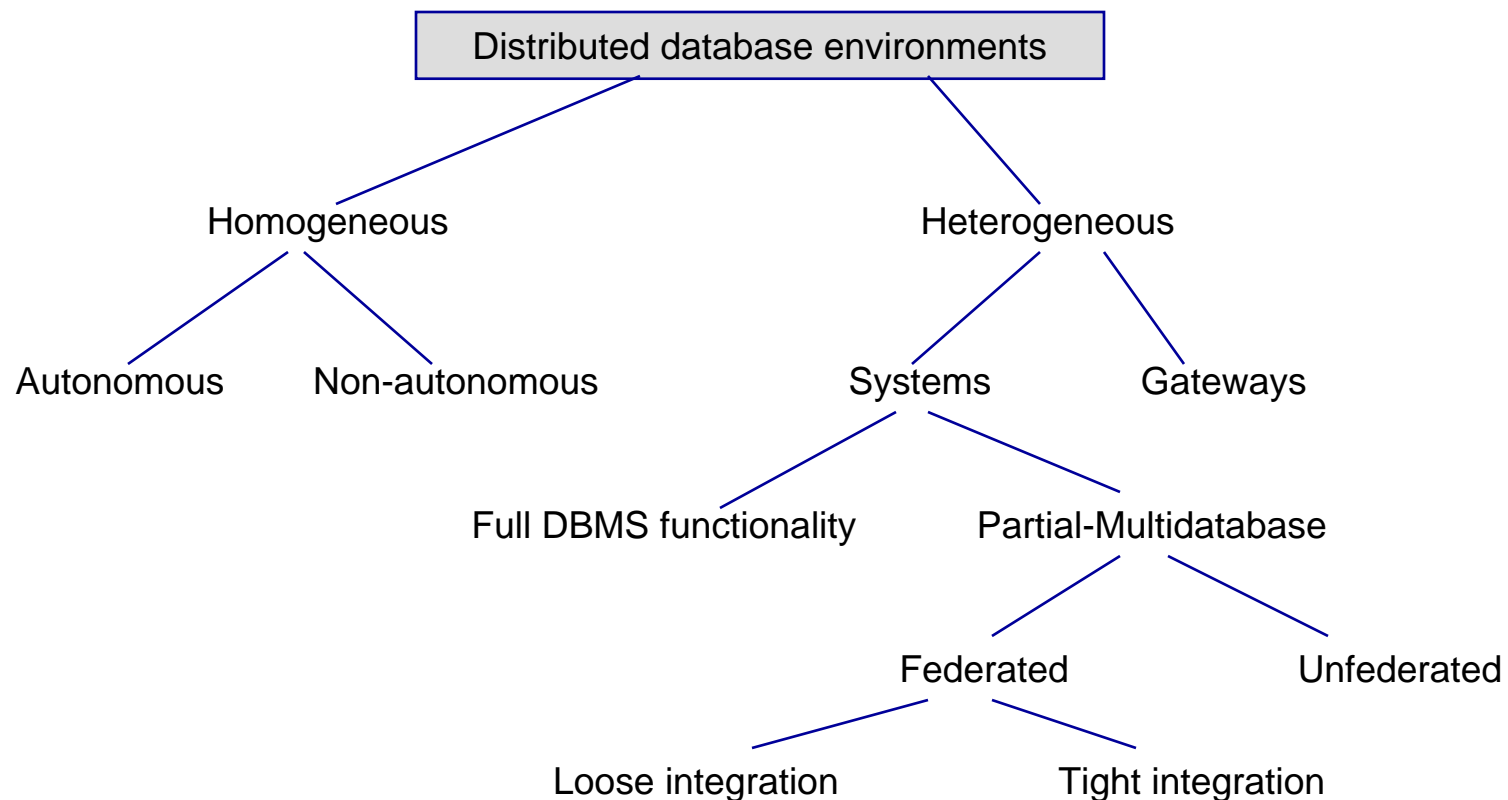 Distributed database environments
Homogeneous
Heterogeneous
Autonomous
Non-autonomous
Systems
Gateways
Full DBMS functionality
Partial-Multidatabase
Federated
Unfederated
Loose integration
Tight integration